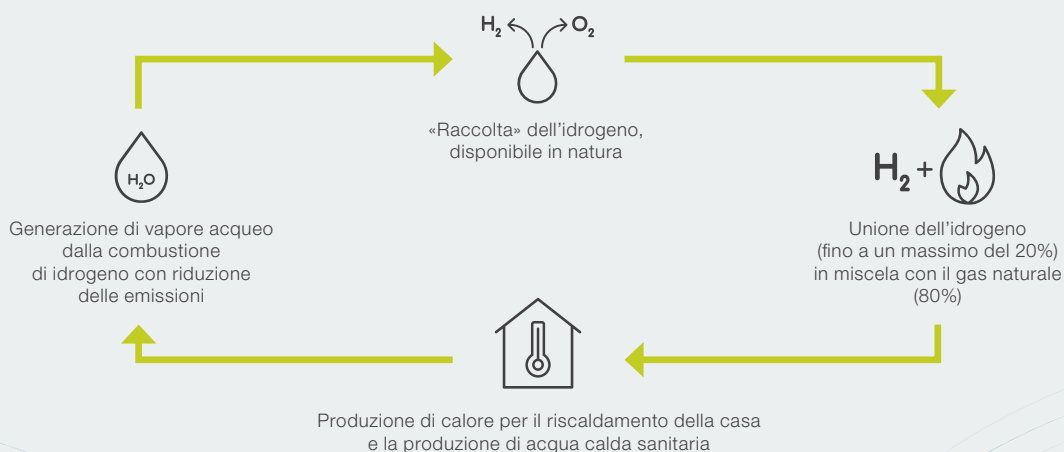 H₂ O₂
«Raccolta» dell'idrogeno,
disponibile in natura
H₂ +
Unione dell'idrogeno
(fino a un massimo del 20%)
in miscela con il gas naturale
(80%)
Produzione di calore per il riscaldamento della casa
e la produzione di acqua calda sanitaria
H₂O
Generazione di vapore acqueo
dalla combustione
di idrogeno con riduzione
delle emissioni